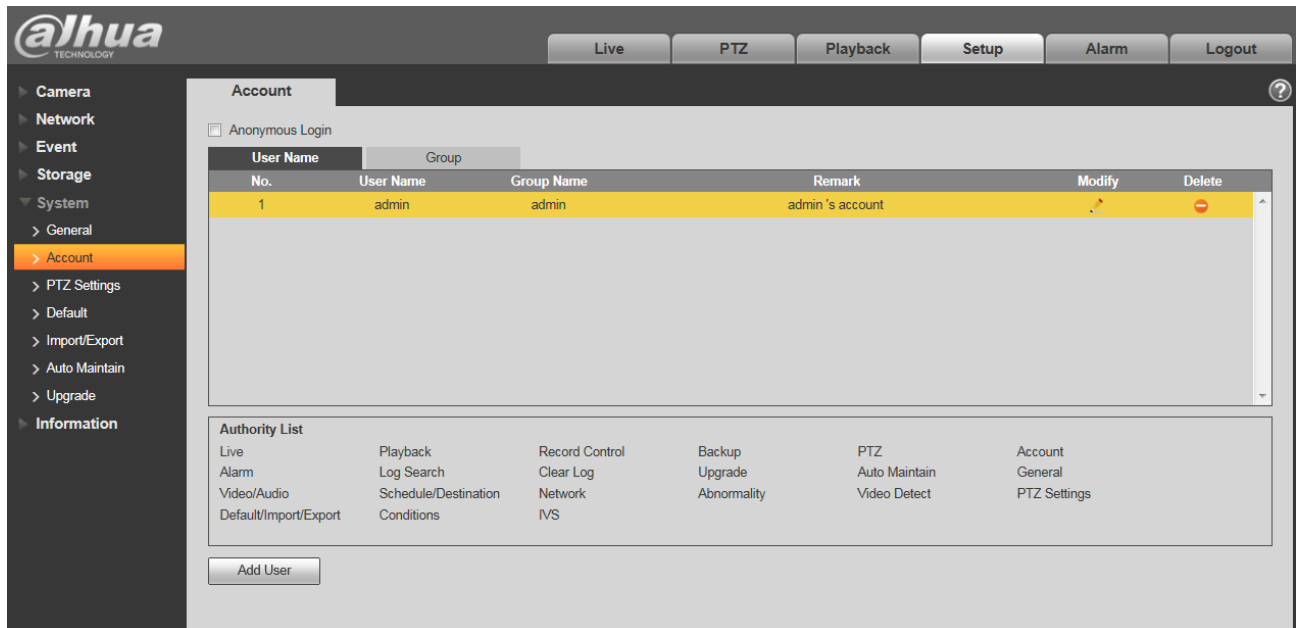 alhua
TECHNOLOGY
Live PTZ Playback Setup Alarm Logout
Camera
Network
Event
Storage
System
General
Account
PTZ Settings
Default
Import/Export
Auto Maintain
Upgrade
Information
Account
?
Anonymous Login
User Name Group
No. User Name Group Name Remark Modify Delete
1 admin admin admin 's account
Authority List
Live Playback Record Control Backup PTZ Account
Alarm Log Search Clear Log Upgrade Auto Maintain General
Video/Audio Schedule/Destination Network Abnormality Video Detect PTZ Settings
Default/Import/Export Conditions IVS
Add User